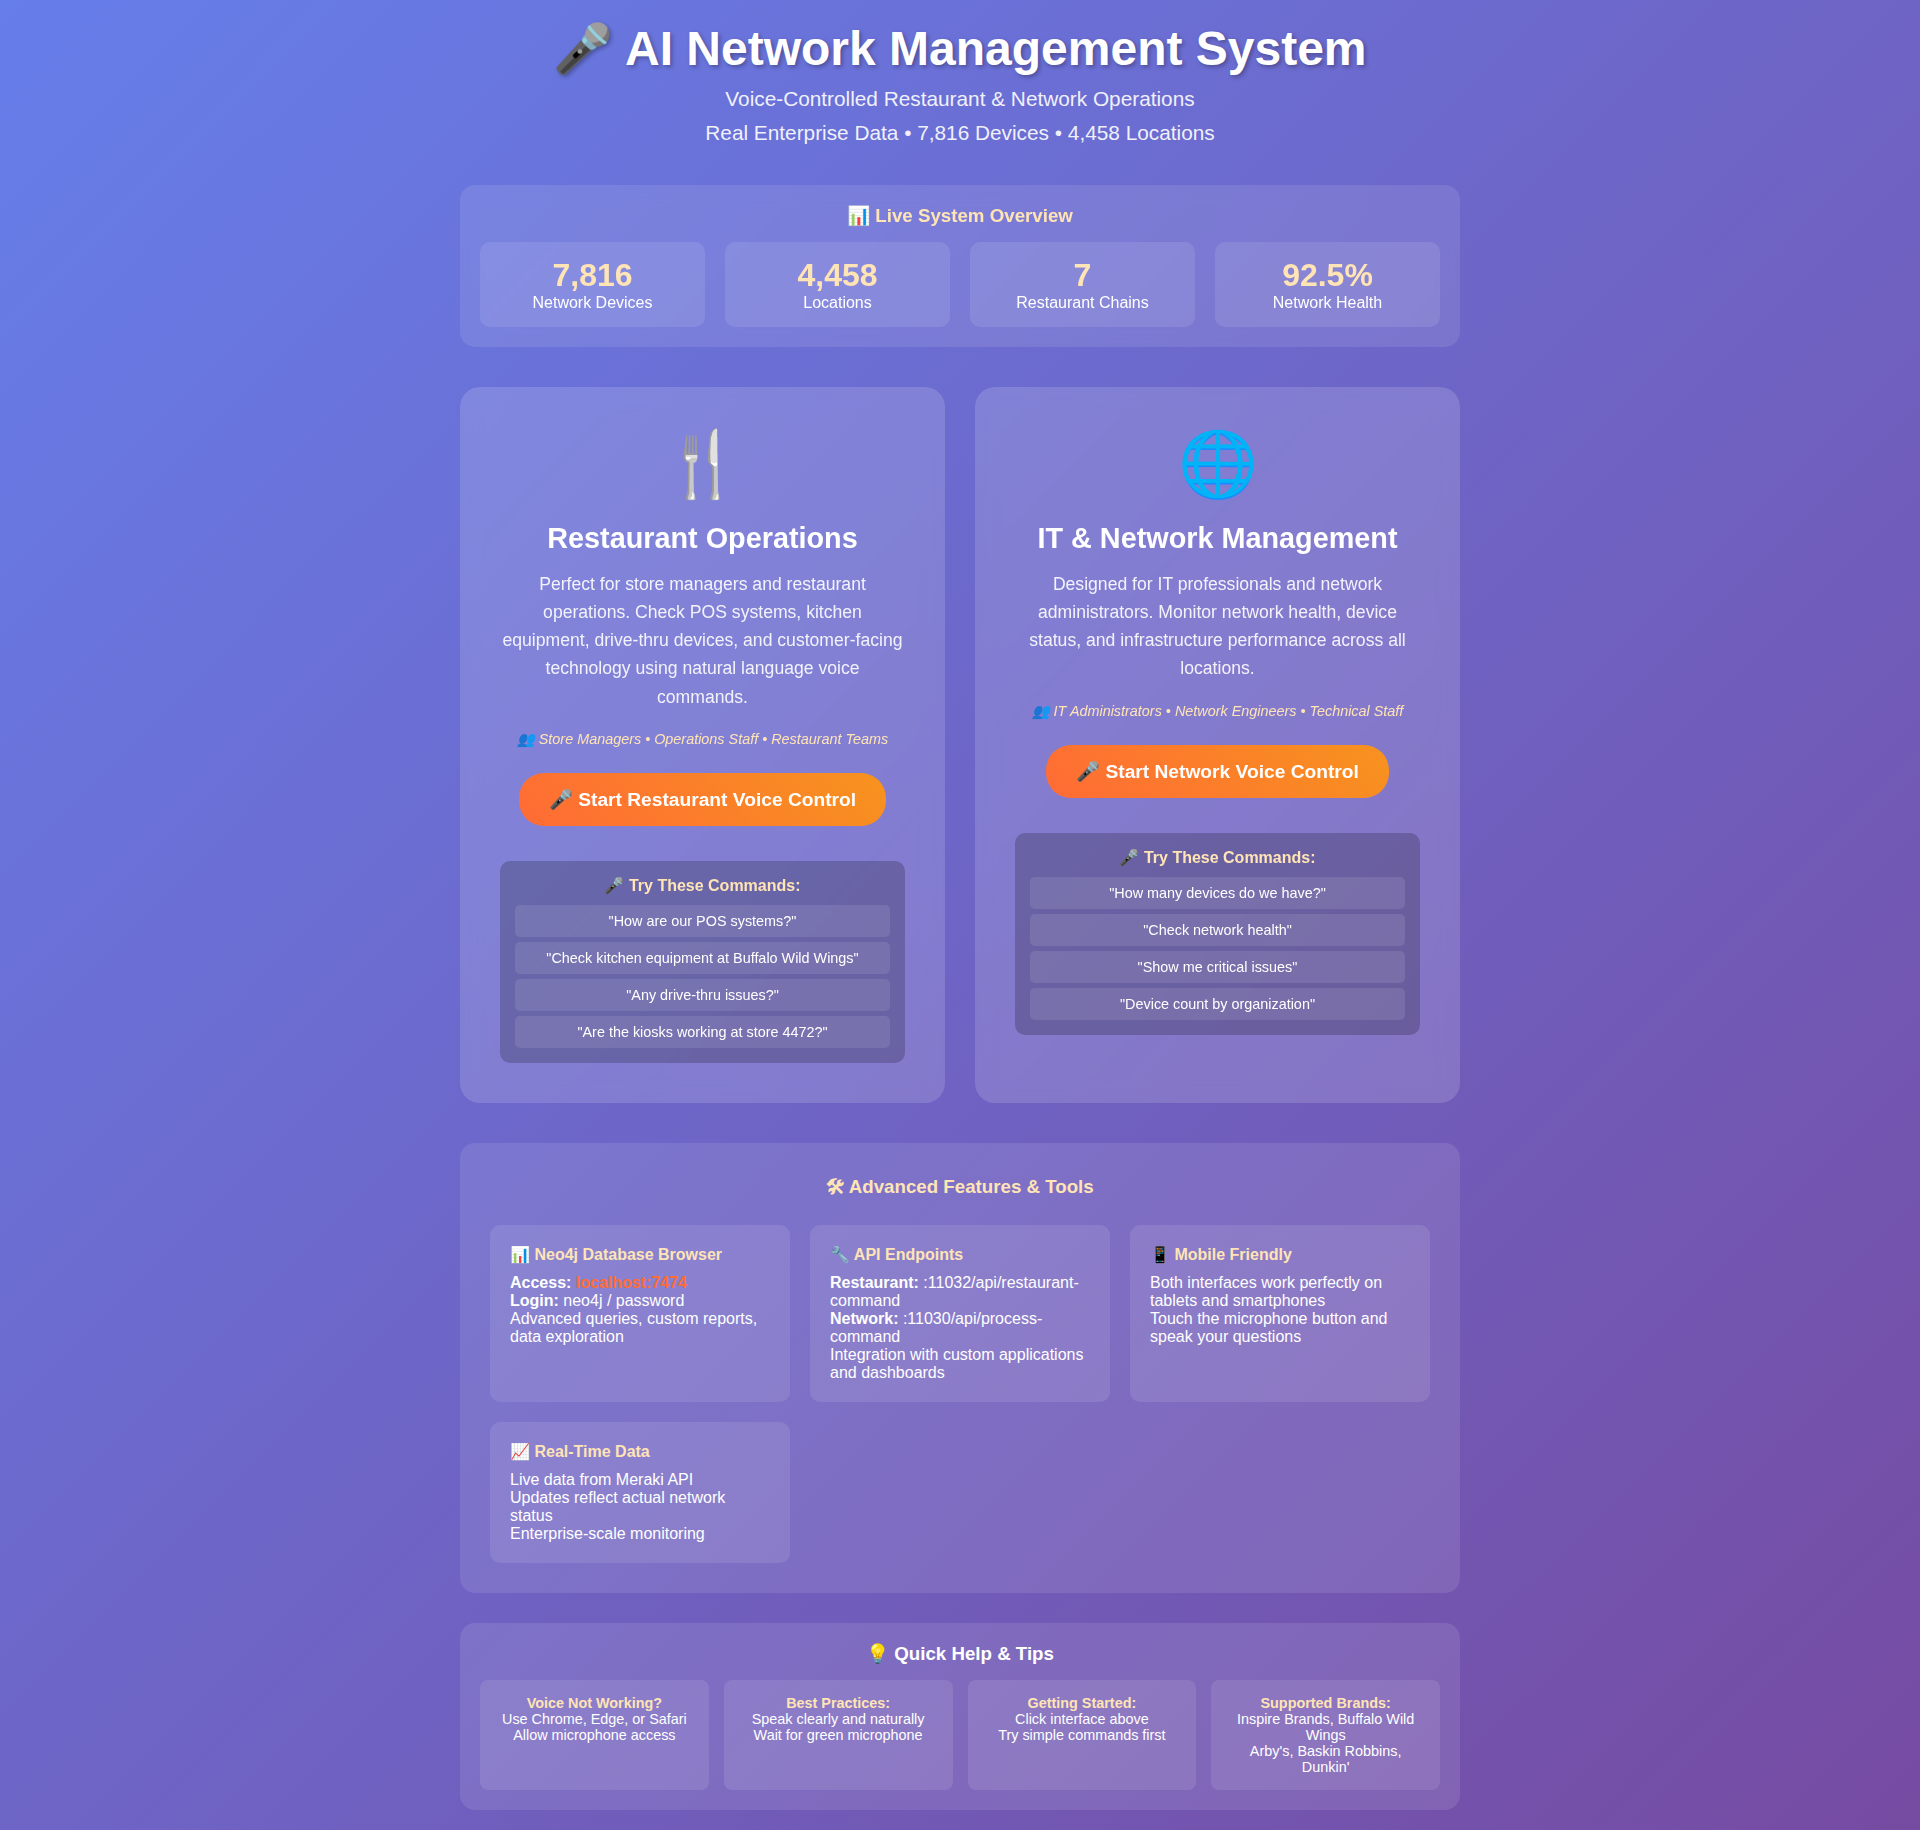 🎤 AI Network Management System
Voice-Controlled Restaurant & Network Operations
Real Enterprise Data • 7,816 Devices • 4,458 Locations
📊 Live System Overview
7,816
Network Devices
4,458
Locations
7
Restaurant Chains
92.5%
Network Health
🍴
Restaurant Operations
Perfect for store managers and restaurant
operations. Check POS systems, kitchen
equipment, drive-thru devices, and customer-facing
technology using natural language voice
commands.
👥 Store Managers • Operations Staff • Restaurant Teams
🎤 Start Restaurant Voice Control
🎤 Try These Commands:
"How are our POS systems?"
"Check kitchen equipment at Buffalo Wild Wings"
"Any drive-thru issues?"
"Are the kiosks working at store 4472?"
🌐
IT & Network Management
Designed for IT professionals and network
administrators. Monitor network health, device
status, and infrastructure performance across all
locations.
👥 IT Administrators • Network Engineers • Technical Staff
🎤 Start Network Voice Control
🎤 Try These Commands:
"How many devices do we have?"
"Check network health"
"Show me critical issues"
"Device count by organization"
🛠 Advanced Features & Tools
📊 Neo4j Database Browser
Access: localhost:7474
Login: neo4j / password
Advanced queries, custom reports,
data exploration
🔧 API Endpoints
Restaurant: :11032/api/restaurant-
command
Network: :11030/api/process-
command
Integration with custom applications
and dashboards
📱 Mobile Friendly
Both interfaces work perfectly on
tablets and smartphones
Touch the microphone button and
speak your questions
📈 Real-Time Data
Live data from Meraki API
Updates reflect actual network
status
Enterprise-scale monitoring
💡 Quick Help & Tips
Voice Not Working?
Use Chrome, Edge, or Safari
Allow microphone access
Best Practices:
Speak clearly and naturally
Wait for green microphone
Getting Started:
Click interface above
Try simple commands first
Supported Brands:
Inspire Brands, Buffalo Wild
Wings
Arby's, Baskin Robbins,
Dunkin'